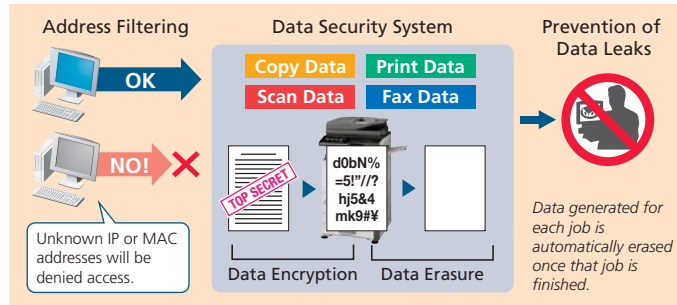 Address Filtering
OK
NO!
Unknown IP or MAC
addresses will be
denied access.
Data Security System
Copy Data
Print Data
Scan Data
Fax Data
TOP SECRET
d0bN%
=5!"//?
hj5&4
mk9#¥
Data Encryption
Data Erasure
Prevention of
Data Leaks
Data generated for
each job is
automatically erased
once that job is
finished.